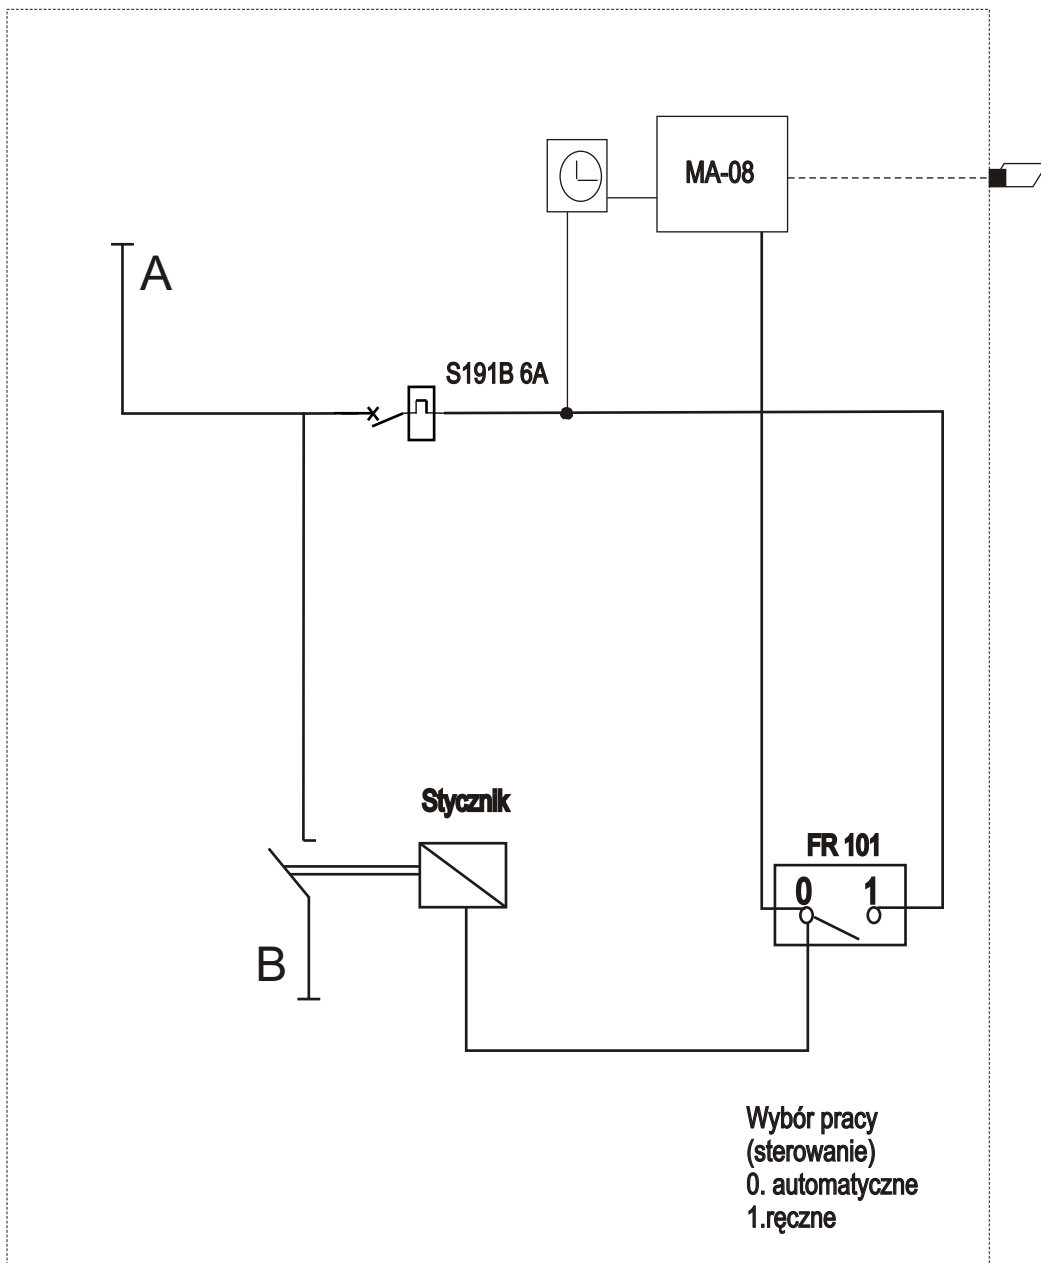 MA-08
A
S191B 6A
Stycznik
FR 101
0 1
B
Wybór pracy
(sterowanie)
0. automatyczne
1.ręczne